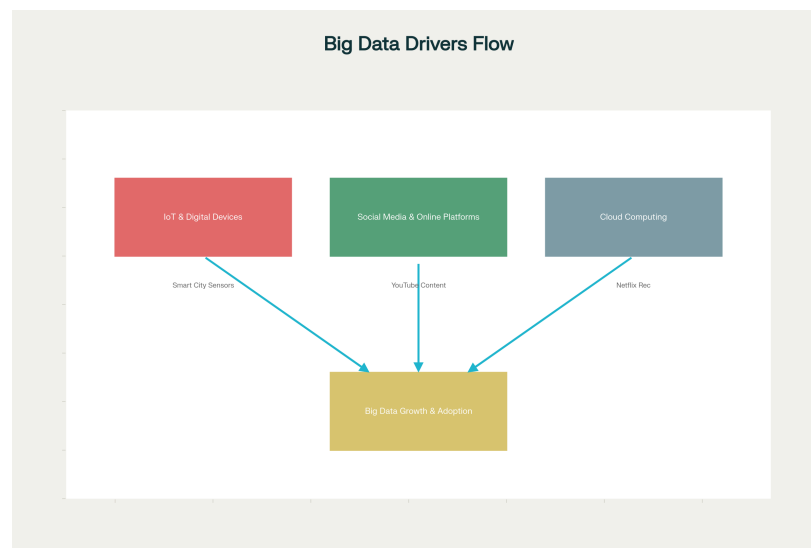 Big Data Drivers Flow
IoT & Digital Devices
Social Media & Online Platforms
Cloud Computing
Smart City Sensors
YouTube Content
Netflix Rec
Big Data Growth & Adoption